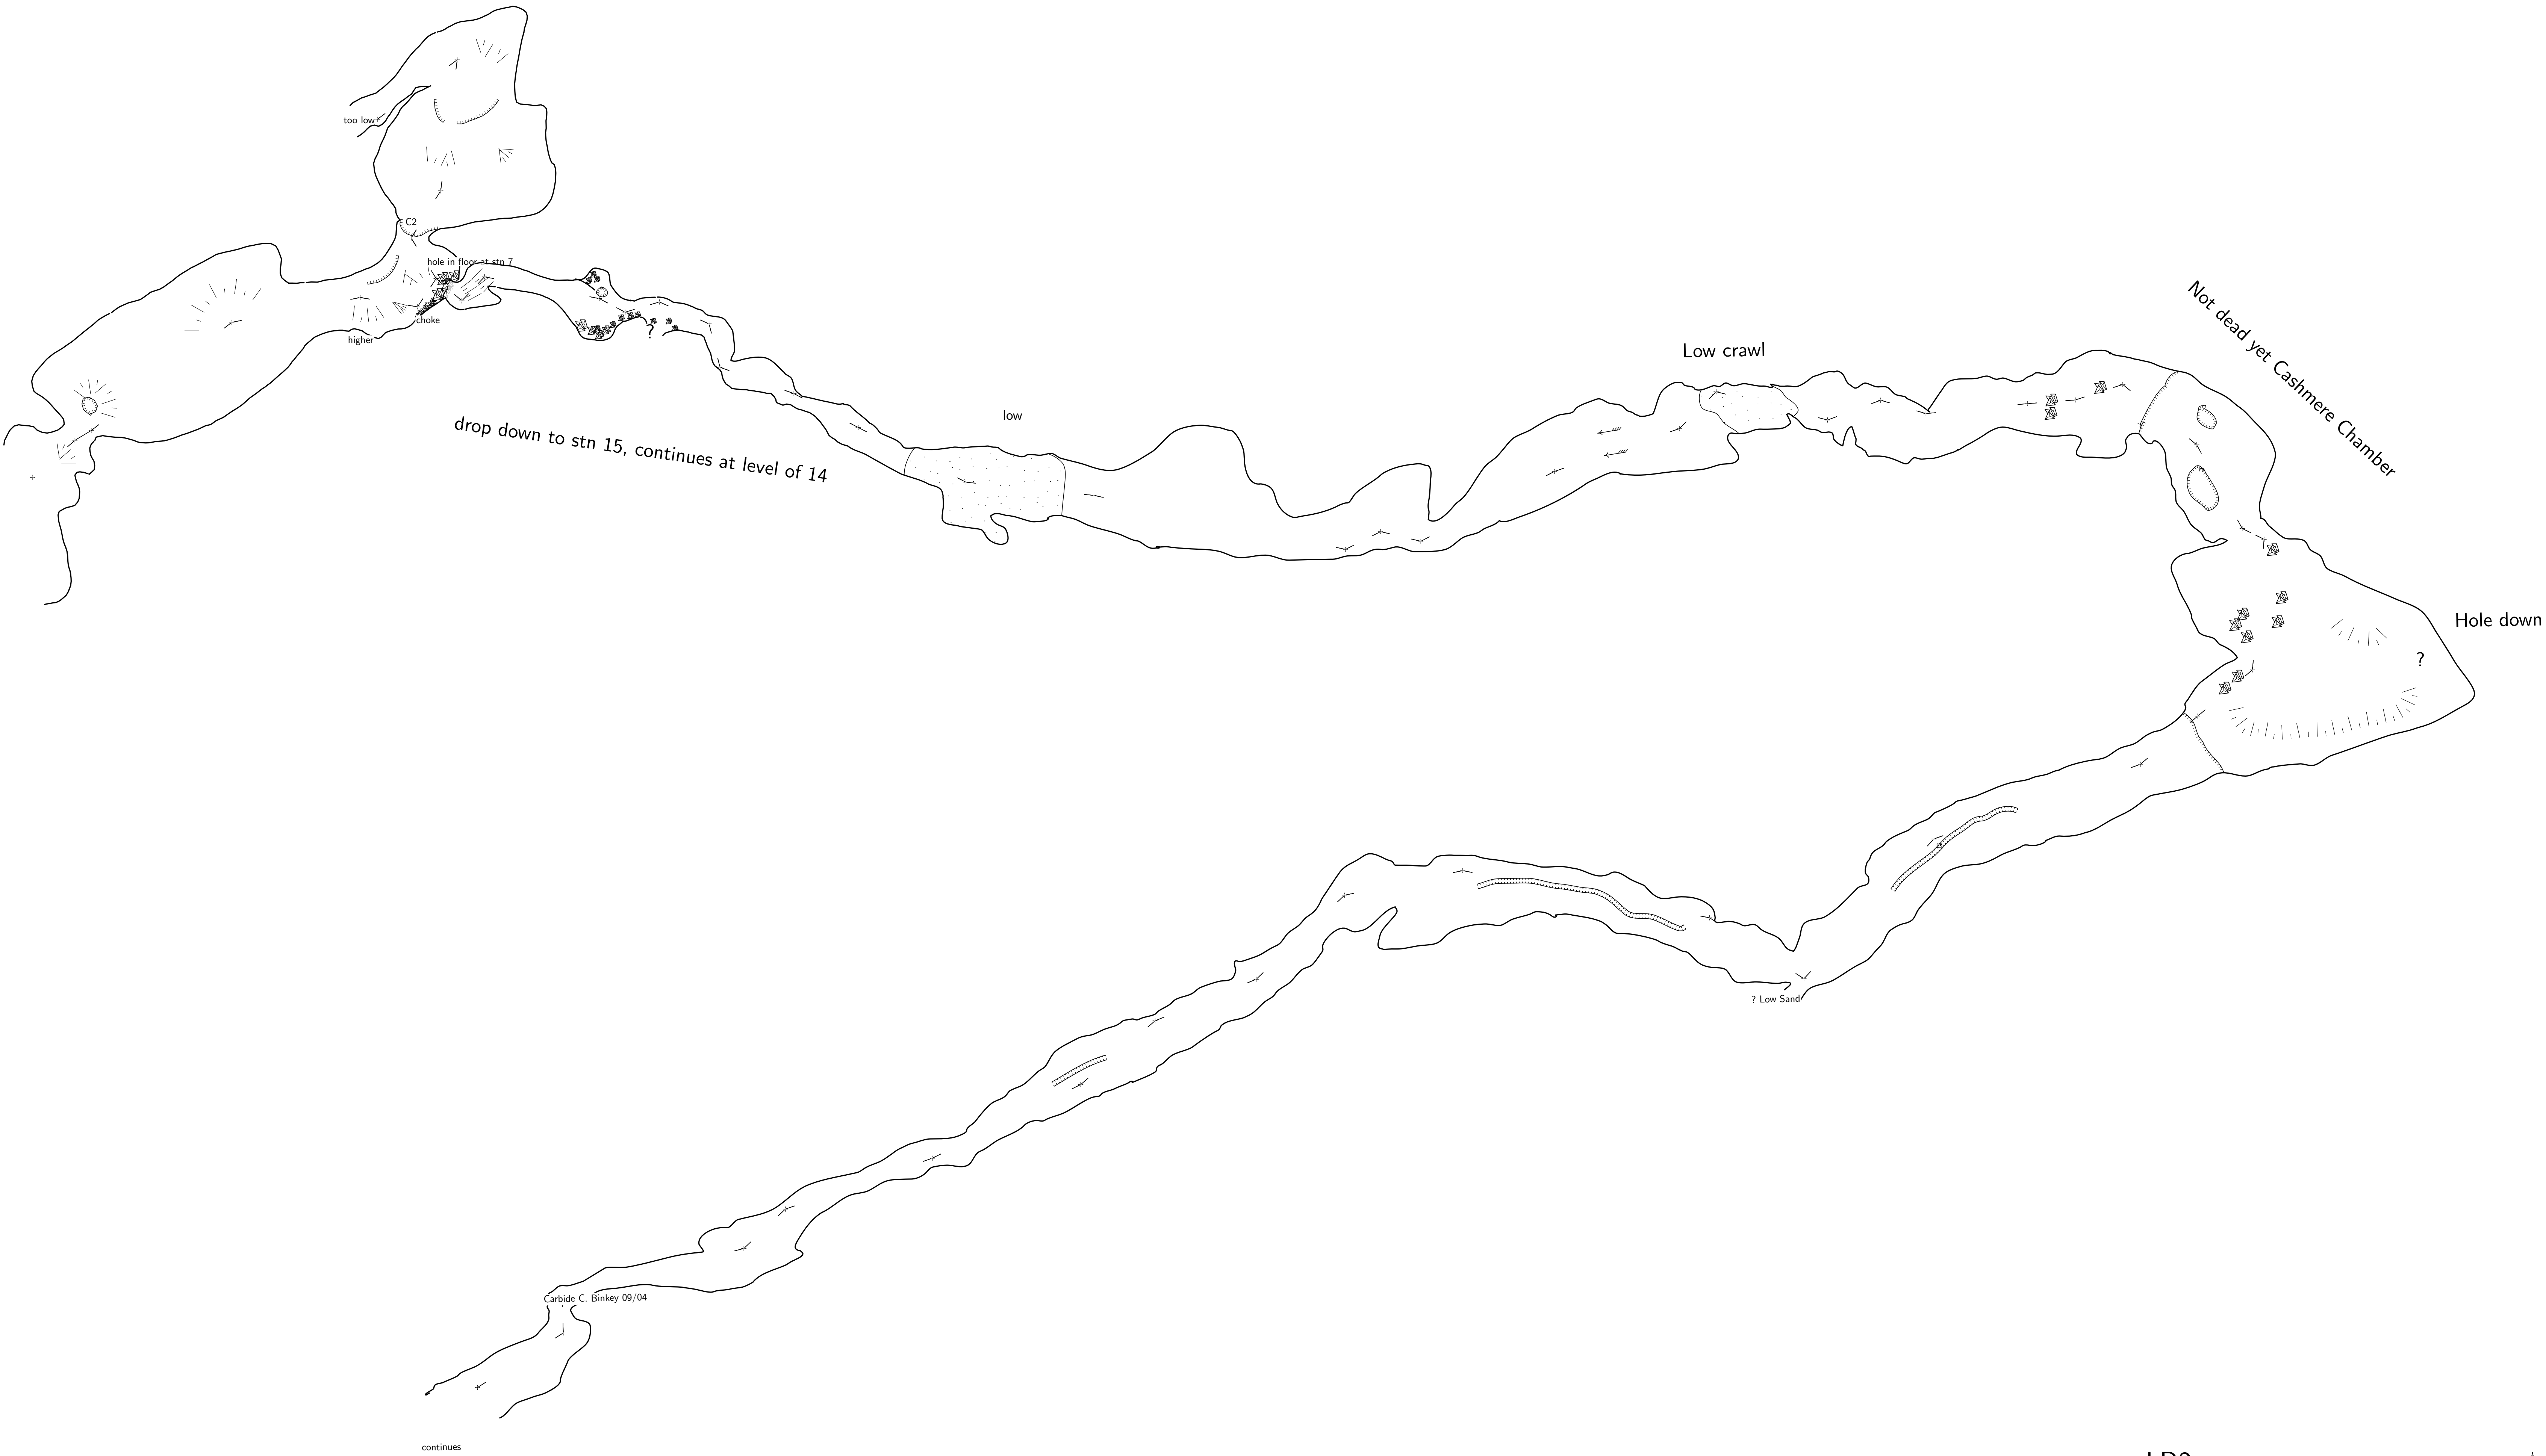 too low
C2
hole in floor at stn 7
choke
higher
?
drop down to stn 15, continues at level of 14
low
Low crawl
Not dead yet Cashmere Chamber
Hole down
?
? Low Sand
Carbide C. Binkey 09/04
continues